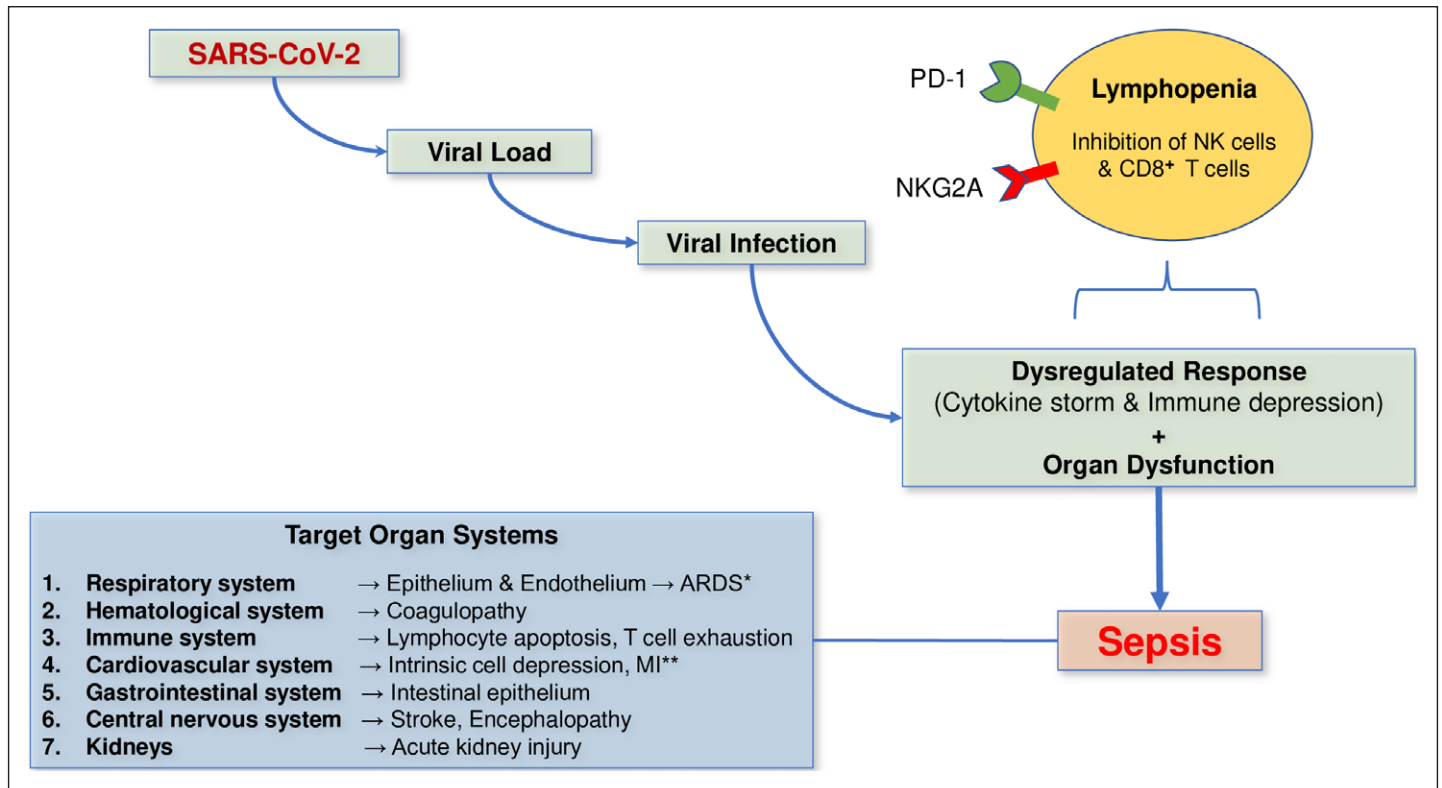 SARS-CoV-2
Viral Load
Viral Infection
PD-1
NKG2A
Lymphopenia
Inhibition of NK cells
& CD8⁺ T cells
Dysregulated Response
(Cytokine storm & Immune depression)
+
Organ Dysfunction
Sepsis
Target Organ Systems
1. Respiratory system → Epithelium & Endothelium → ARDS*
2. Hematological system → Coagulopathy
3. Immune system → Lymphocyte apoptosis, T cell exhaustion
4. Cardiovascular system → Intrinsic cell depression, MI**
5. Gastrointestinal system → Intestinal epithelium
6. Central nervous system → Stroke, Encephalopathy
7. Kidneys → Acute kidney injury